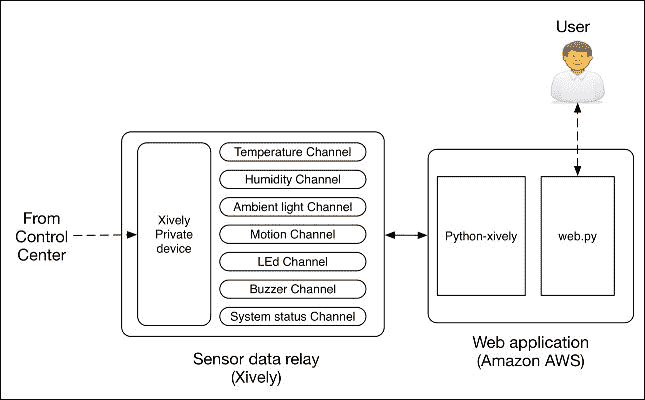 User
Temperature Channel
Humidity Channel
Ambient light Channel
Motion Channel
LEd Channel
Buzzer Channel
System status Channel
Xively
Private
device
From
Control
Center
Python-xively
web.py
Sensor data relay
(Xively)
Web application
(Amazon AWS)